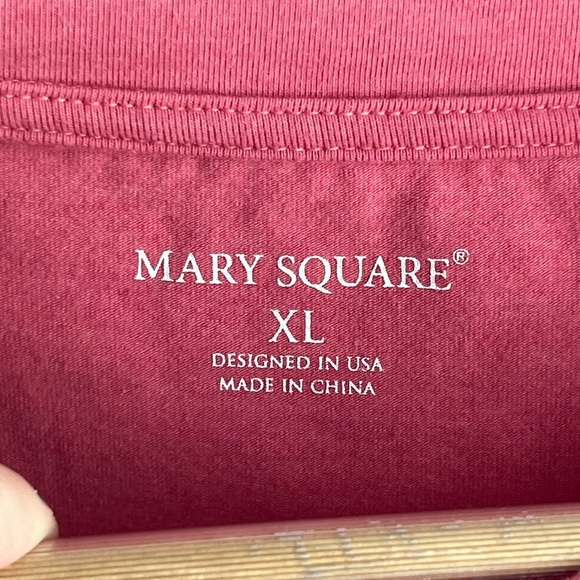 MARY SQUARE®
XL
DESIGNED IN USA
MADE IN CHINA